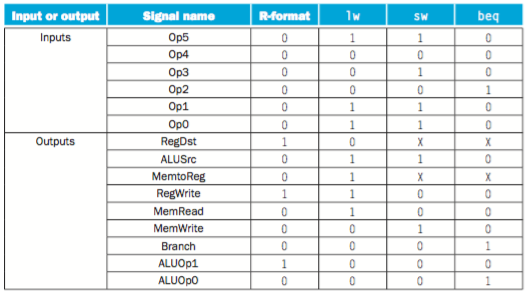 Input or output Signal name R-format lw sw beq
Inputs Op5 0 1 1 0
Op4 0 0 0 0
Op3 0 0 1 0
Op2 0 0 0 1
Op1 0 1 1 0
Op0 0 1 1 0
Outputs RegDst 1 0 X X
ALUSrc 0 1 1 0
MemtoReg 0 1 X X
RegWrite 1 1 0 0
MemRead 0 1 0 0
MemWrite 0 0 1 0
Branch 0 0 0 1
ALUOp1 1 0 0 0
ALUOp0 0 0 0 1